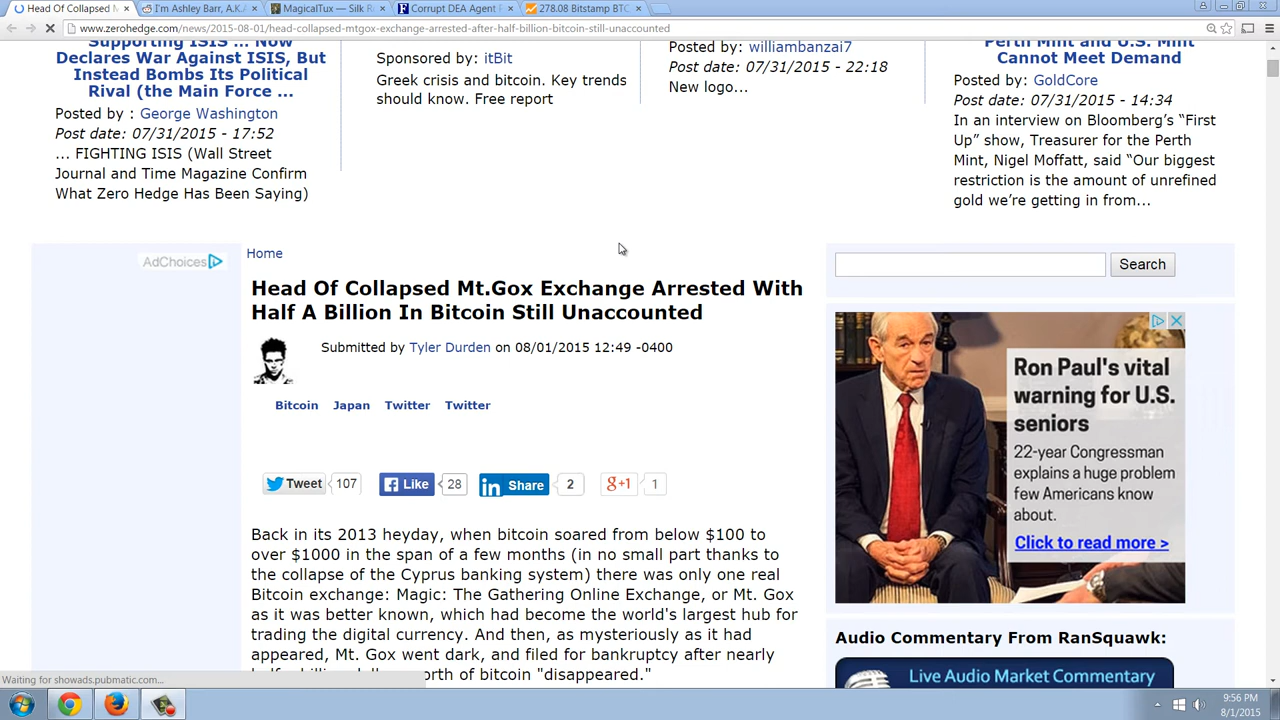 Head Of Collapsed M
I'm Ashley Barr, A.K.A
MagicalTux — Silk R
Corrupt DEA Agent
278.08 Bitstamp BTC
www.zerohedge.com/news/2015-08-01/head-collapsed-mtgox-exchange-arrested-after-half-billion-bitcoin-still-unaccounted
Supporting ISIS ... Now
Declares War Against ISIS, But
Instead Bombs Its Political
Rival (the Main Force ...
Posted by : George Washington
Post date: 07/31/2015 - 17:52
... FIGHTING ISIS (Wall Street
Journal and Time Magazine Confirm
What Zero Hedge Has Been Saying)
Sponsored by: itBit
Greek crisis and bitcoin. Key trends
should know. Free report
Posted by: williambanzai7
Post date: 07/31/2015 - 22:18
New logo...
Perth Mint and U.S. Mint
Cannot Meet Demand
Posted by: GoldCore
Post date: 07/31/2015 - 14:34
In an interview on Bloomberg's “First
Up” show, Treasurer for the Perth
Mint, Nigel Moffatt, said “Our biggest
restriction is the amount of unrefined
gold we’re getting in from...
AdChoices
Home
Head Of Collapsed Mt.Gox Exchange Arrested With
Half A Billion In Bitcoin Still Unaccounted
Submitted by Tyler Durden on 08/01/2015 12:49 -0400
Bitcoin Japan Twitter Twitter
Tweet 107 Like 28 Share 2 g+1 1
Back in its 2013 heyday, when bitcoin soared from below $100 to
over $1000 in the span of a few months (in no small part thanks to
the collapse of the Cyprus banking system) there was only one real
Bitcoin exchange: Magic: The Gathering Online Exchange, or Mt. Gox
as it was better known, which had become the world's largest hub for
trading the digital currency. And then, as mysteriously as it had
appeared, Mt. Gox went dark, and filed for bankruptcy after nearly
worth of bitcoin "disappeared."
Search
Ron Paul's vital
warning for U.S.
seniors
22-year Congressman
explains a huge problem
few Americans know
about.
Click to read more >
Audio Commentary From RanSquawk:
Live Audio Market Commentary
Waiting for showads.pubmatic.com...
9:56 PM
8/1/2015